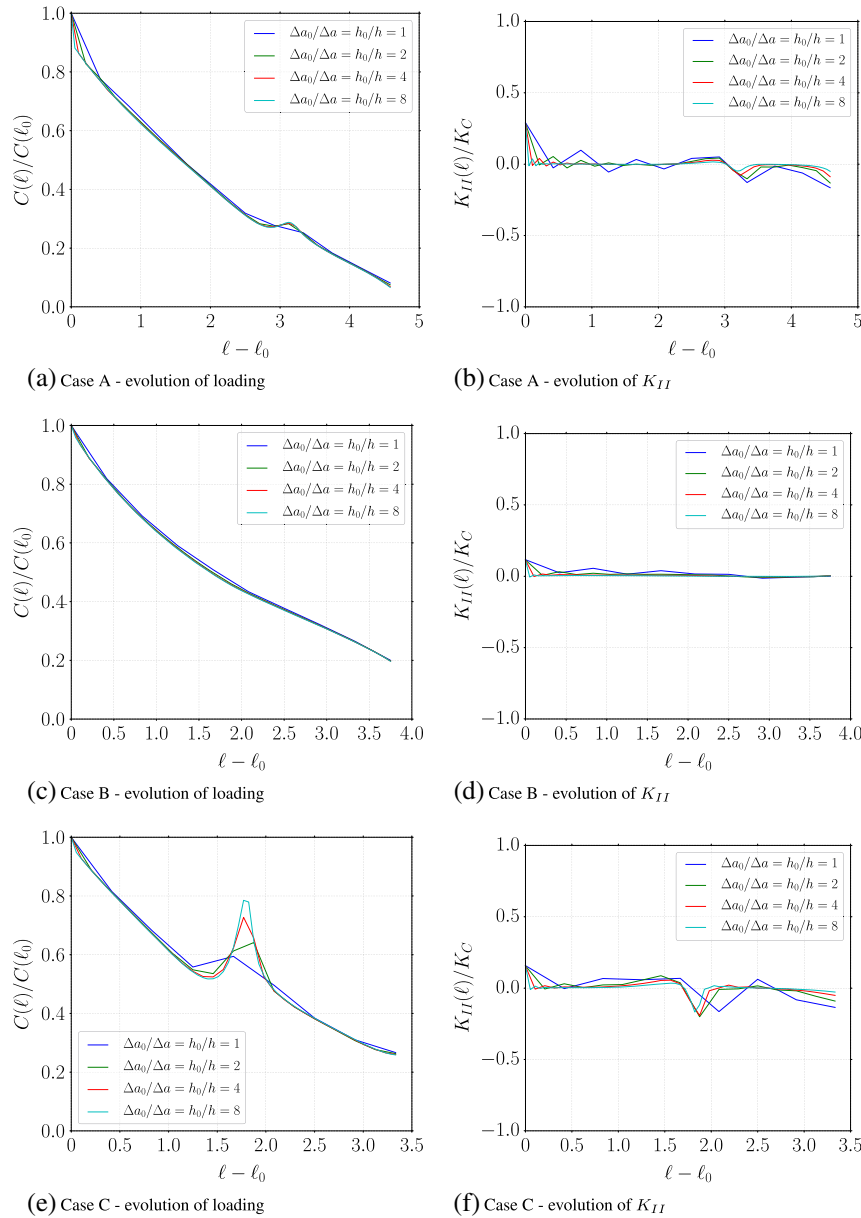 1.0
0.8
0.6
0.4
0.2
0.0
C(ℓ)/C(ℓ₀)
0 1 2 3 4 5
ℓ − ℓ₀
Δa₀/Δa = h₀/h = 1
Δa₀/Δa = h₀/h = 2
Δa₀/Δa = h₀/h = 4
Δa₀/Δa = h₀/h = 8
(a) Case A - evolution of loading
1.0
0.5
0.0
−0.5
−1.0
K_{II}(ℓ)/K_C
0 1 2 3 4 5
ℓ − ℓ₀
Δa₀/Δa = h₀/h = 1
Δa₀/Δa = h₀/h = 2
Δa₀/Δa = h₀/h = 4
Δa₀/Δa = h₀/h = 8
(b) Case A - evolution of K_{II}
1.0
0.8
0.6
0.4
0.2
0.0
C(ℓ)/C(ℓ₀)
0 0.5 1.0 1.5 2.0 2.5 3.0 3.5 4.0
ℓ − ℓ₀
Δa₀/Δa = h₀/h = 1
Δa₀/Δa = h₀/h = 2
Δa₀/Δa = h₀/h = 4
Δa₀/Δa = h₀/h = 8
(c) Case B - evolution of loading
1.0
0.5
0.0
−0.5
−1.0
K_{II}(ℓ)/K_C
0 0.5 1.0 1.5 2.0 2.5 3.0 3.5 4.0
ℓ − ℓ₀
Δa₀/Δa = h₀/h = 1
Δa₀/Δa = h₀/h = 2
Δa₀/Δa = h₀/h = 4
Δa₀/Δa = h₀/h = 8
(d) Case B - evolution of K_{II}
1.0
0.8
0.6
0.4
0.2
0.0
C(ℓ)/C(ℓ₀)
0 0.5 1.0 1.5 2.0 2.5 3.0 3.5
ℓ − ℓ₀
Δa₀/Δa = h₀/h = 1
Δa₀/Δa = h₀/h = 2
Δa₀/Δa = h₀/h = 4
Δa₀/Δa = h₀/h = 8
(e) Case C - evolution of loading
1.0
0.5
0.0
−0.5
−1.0
K_{II}(ℓ)/K_C
0 0.5 1.0 1.5 2.0 2.5 3.0 3.5
ℓ − ℓ₀
Δa₀/Δa = h₀/h = 1
Δa₀/Δa = h₀/h = 2
Δa₀/Δa = h₀/h = 4
Δa₀/Δa = h₀/h = 8
(f) Case C - evolution of K_{II}